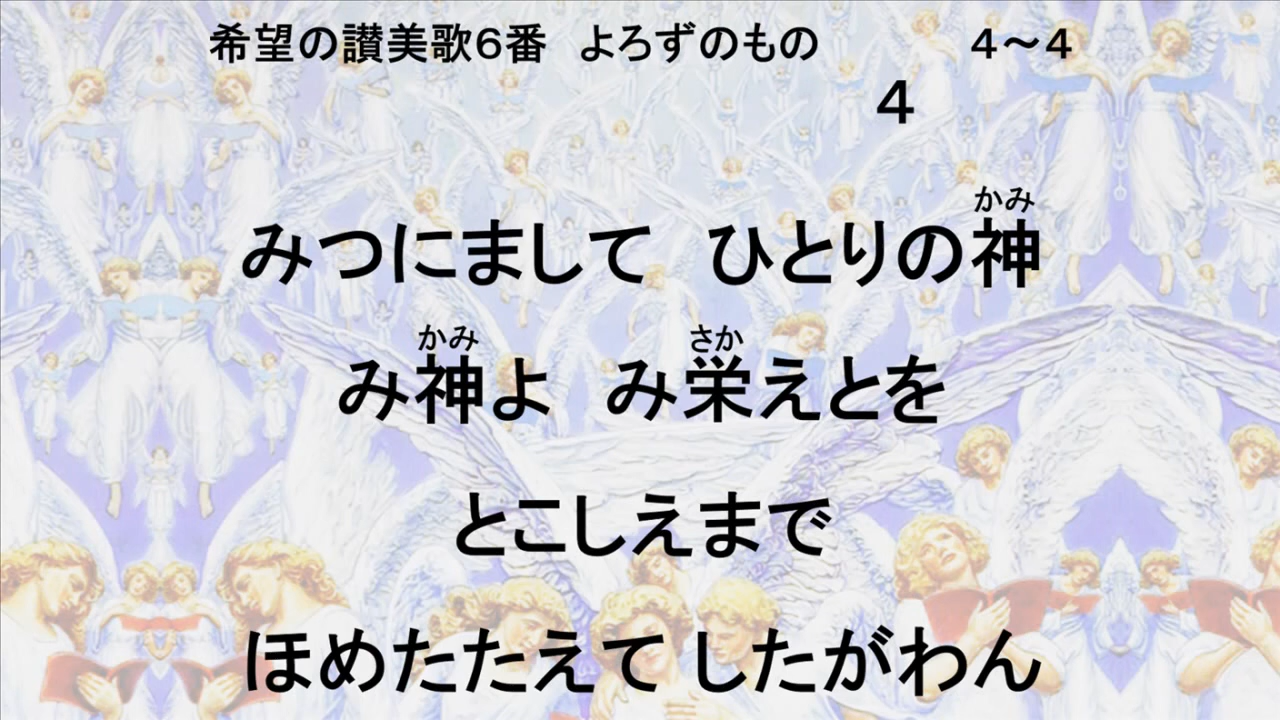 希望の讃美歌６番　よろずのもの　　　　　４～４
４
みつにまして　ひとりの神
み神よ　み栄えとを
とこしえまで
ほめたたえて したがわん
かみ
かみ
さか